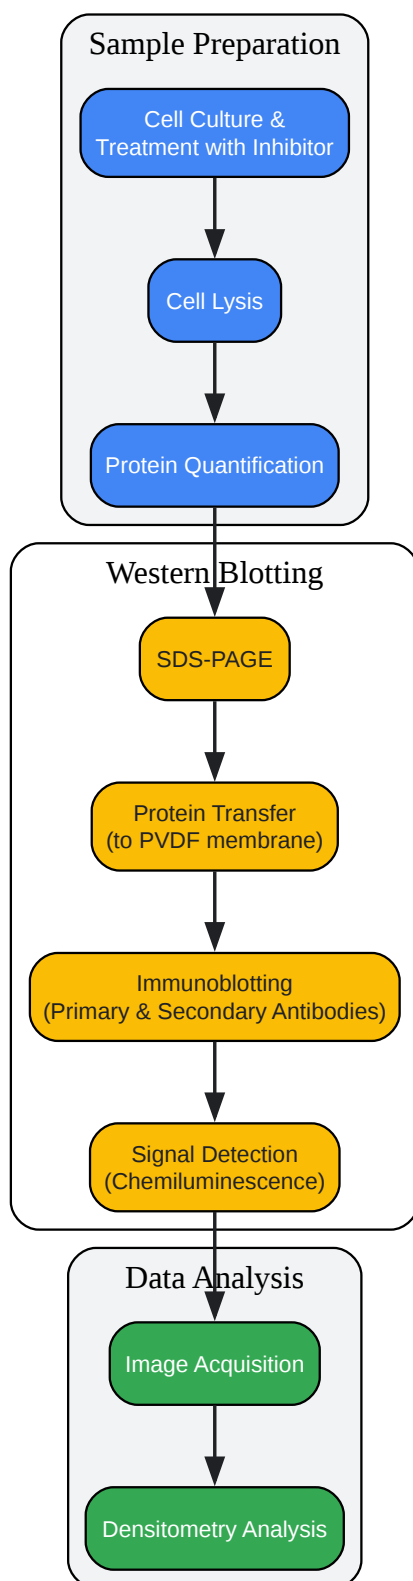 Sample Preparation
Cell Culture &
Treatment with Inhibitor
Cell Lysis
Protein Quantification
Western Blotting
SDS-PAGE
Protein Transfer
(to PVDF membrane)
Immunoblotting
(Primary & Secondary Antibodies)
Signal Detection
(Chemiluminescence)
Data Analysis
Image Acquisition
Densitometry Analysis